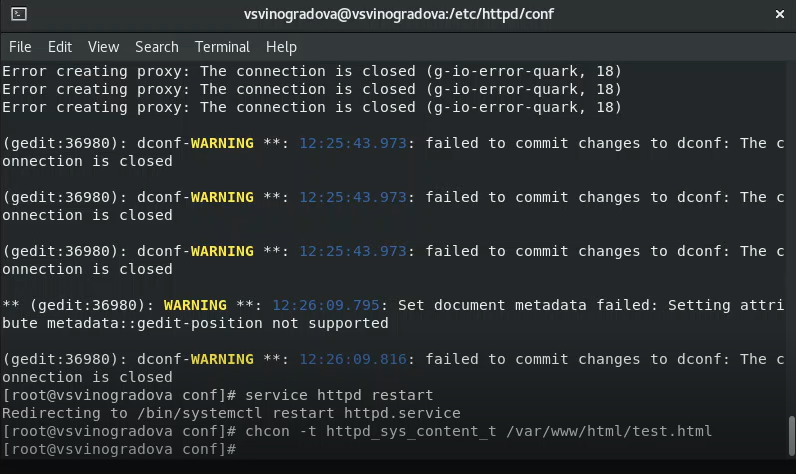 vsvinogradova@vsvinogradova:/etc/httpd/conf
File Edit View Search Terminal Help
Error creating proxy: The connection is closed (g-io-error-quark, 18)
Error creating proxy: The connection is closed (g-io-error-quark, 18)
Error creating proxy: The connection is closed (g-io-error-quark, 18)
(gedit:36980): dconf-WARNING **: 12:25:43.973: failed to commit changes to dconf: The c
onnection is closed
(gedit:36980): dconf-WARNING **: 12:25:43.973: failed to commit changes to dconf: The c
onnection is closed
(gedit:36980): dconf-WARNING **: 12:25:43.973: failed to commit changes to dconf: The c
onnection is closed
** (gedit:36980): WARNING **: 12:26:09.795: Set document metadata failed: Setting attri
bute metadata::gedit-position not supported
(gedit:36980): dconf-WARNING **: 12:26:09.816: failed to commit changes to dconf: The c
onnection is closed
[root@vsvinogradova conf]# service httpd restart
Redirecting to /bin/systemctl restart httpd.service
[root@vsvinogradova conf]# chcon -t httpd_sys_content_t /var/www/html/test.html
[root@vsvinogradova conf]#